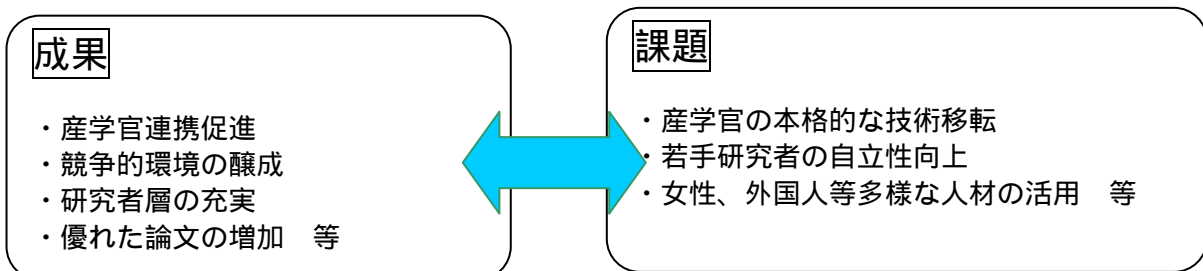 成果
・産学官連携促進
・競争的環境の醸成
・研究者層の充実
・優れた論文の増加　等
課題
・産学官の本格的な技術移転
・若手研究者の自立性向上
・女性、外国人等多様な人材の活用　等